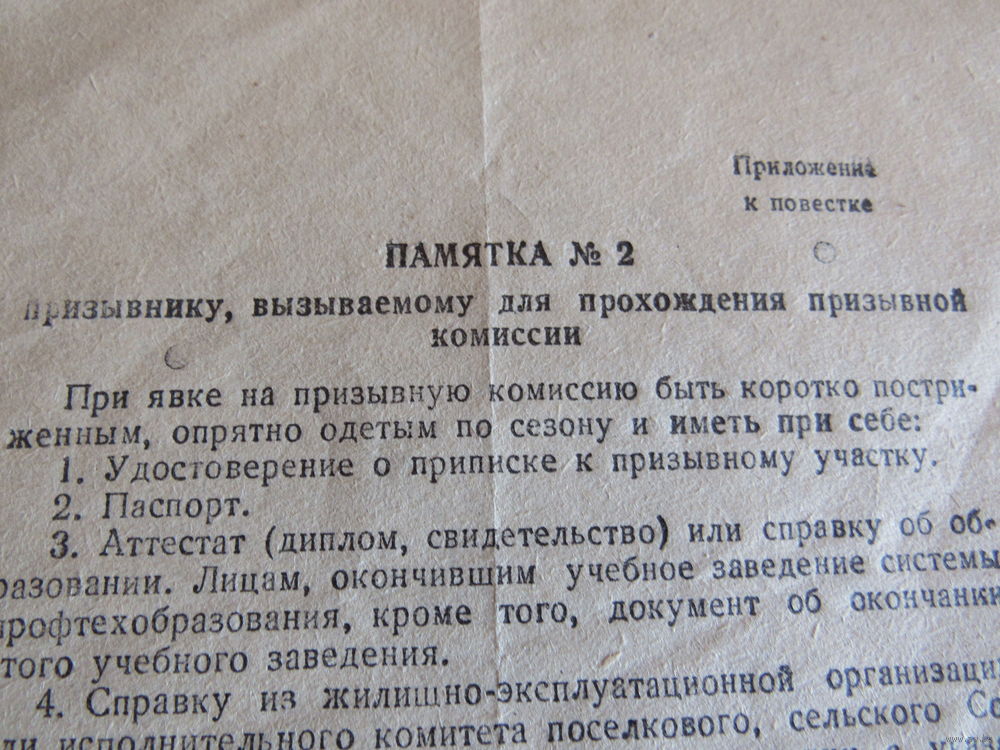 Приложение
к повестке
ПАМЯТКА № 2
призывнику, вызываемому для прохождения призывной
комиссии
При явке на призывную комиссию быть коротко постри-
женным, опрятно одетым по сезону и иметь при себе:
1. Удостоверение о приписке к призывному участку.
2. Паспорт.
3. Аттестат (диплом, свидетельство) или справку об об-
разовании. Лицам, окончившим учебное заведение системы
профтехобразования, кроме того, документ об окончании
этого учебного заведения.
4. Справку из жилищно-эксплуатационной организаци
ли исполнительного комитета поселкового, сельского Со